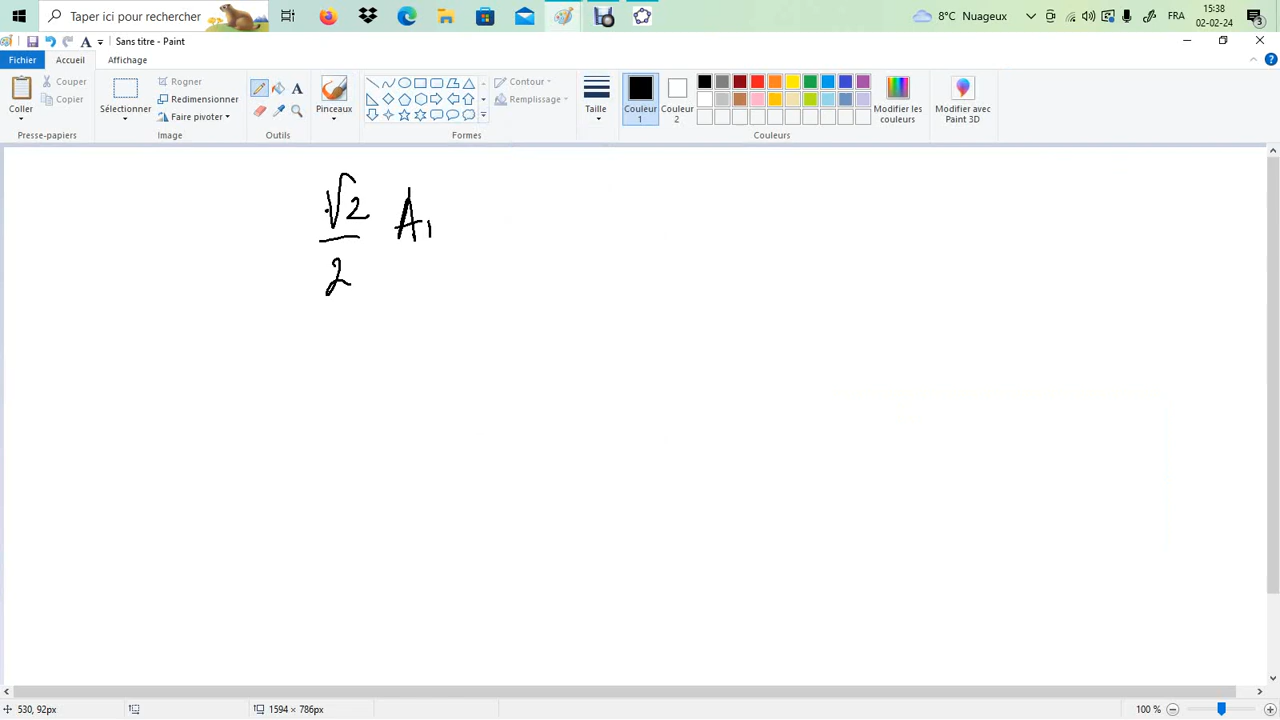 Taper ici pour rechercher 8°C Nuageux FRA 15:38 02-02-24 3
Sans titre - Paint
Fichier Accueil Affichage
Coller Couper Copier Sélectionner Rogner Redimensionner Faire pivoter A Pinceaux Contour Remplissage Taille Couleur 1 Couleur 2 Modifier les couleurs Modifier avec Paint 3D
Presse-papiers Image Outils Formes Couleurs
√2/2 A₁
530, 92px 1594 × 786px 100 %